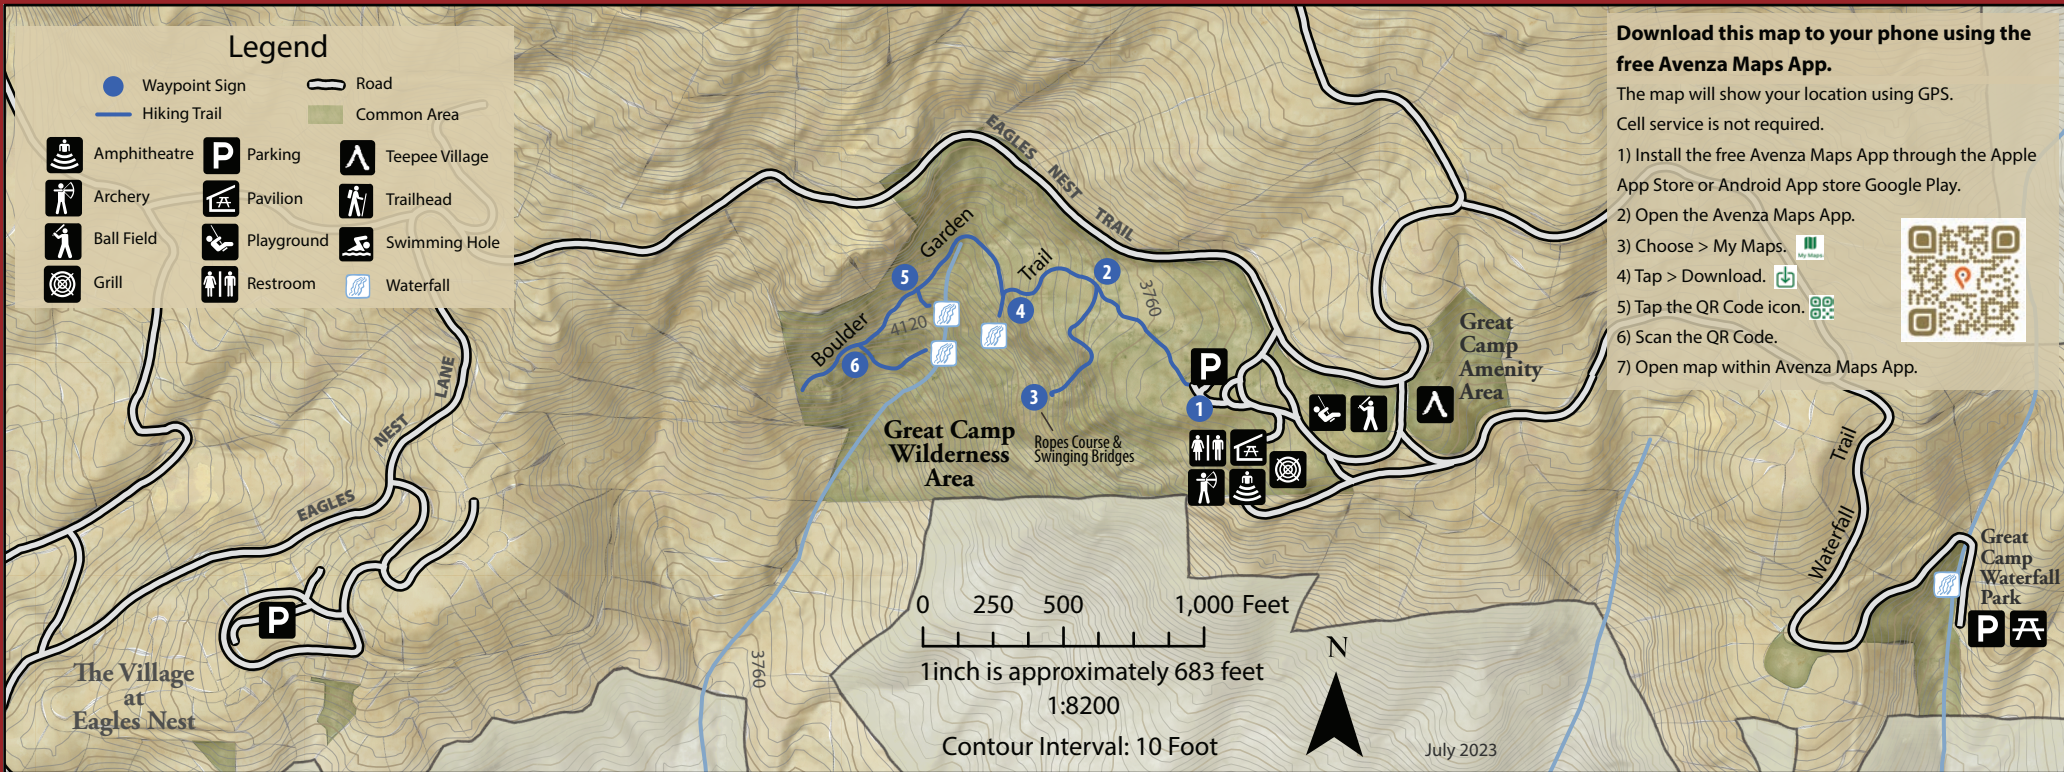 Legend
Waypoint Sign
Road
Hiking Trail
Common Area
Amphitheatre
P
Parking
Teepee Village
Archery
Pavilion
Trailhead
Ball Field
Playground
Swimming Hole
Grill
Restroom
Waterfall
Download this map to your phone using the
free Avenza Maps App.
The map will show your location using GPS.
Cell service is not required.
1) Install the free Avenza Maps App through the Apple
App Store or Android App store Google Play.
2) Open the Avenza Maps App.
3) Choose > My Maps.
My Maps
4) Tap > Download.
5) Tap the QR Code icon.
6) Scan the QR Code.
7) Open map within Avenza Maps App.
EAGLES NEST TRAIL
Boulder Garden Trail
5
2
4
6
3
1
4120
3760
P
Great Camp
Wilderness
Area
Ropes Course &
Swinging Bridges
Great
Camp
Amenity
Area
EAGLES NEST LANE
P
The Village
at
Eagles Nest
3760
Waterfall Trail
Great
Camp
Waterfall
Park
P
0 250 500 1,000 Feet
1inch is approximately 683 feet
1:8200
Contour Interval: 10 Foot
N
July 2023